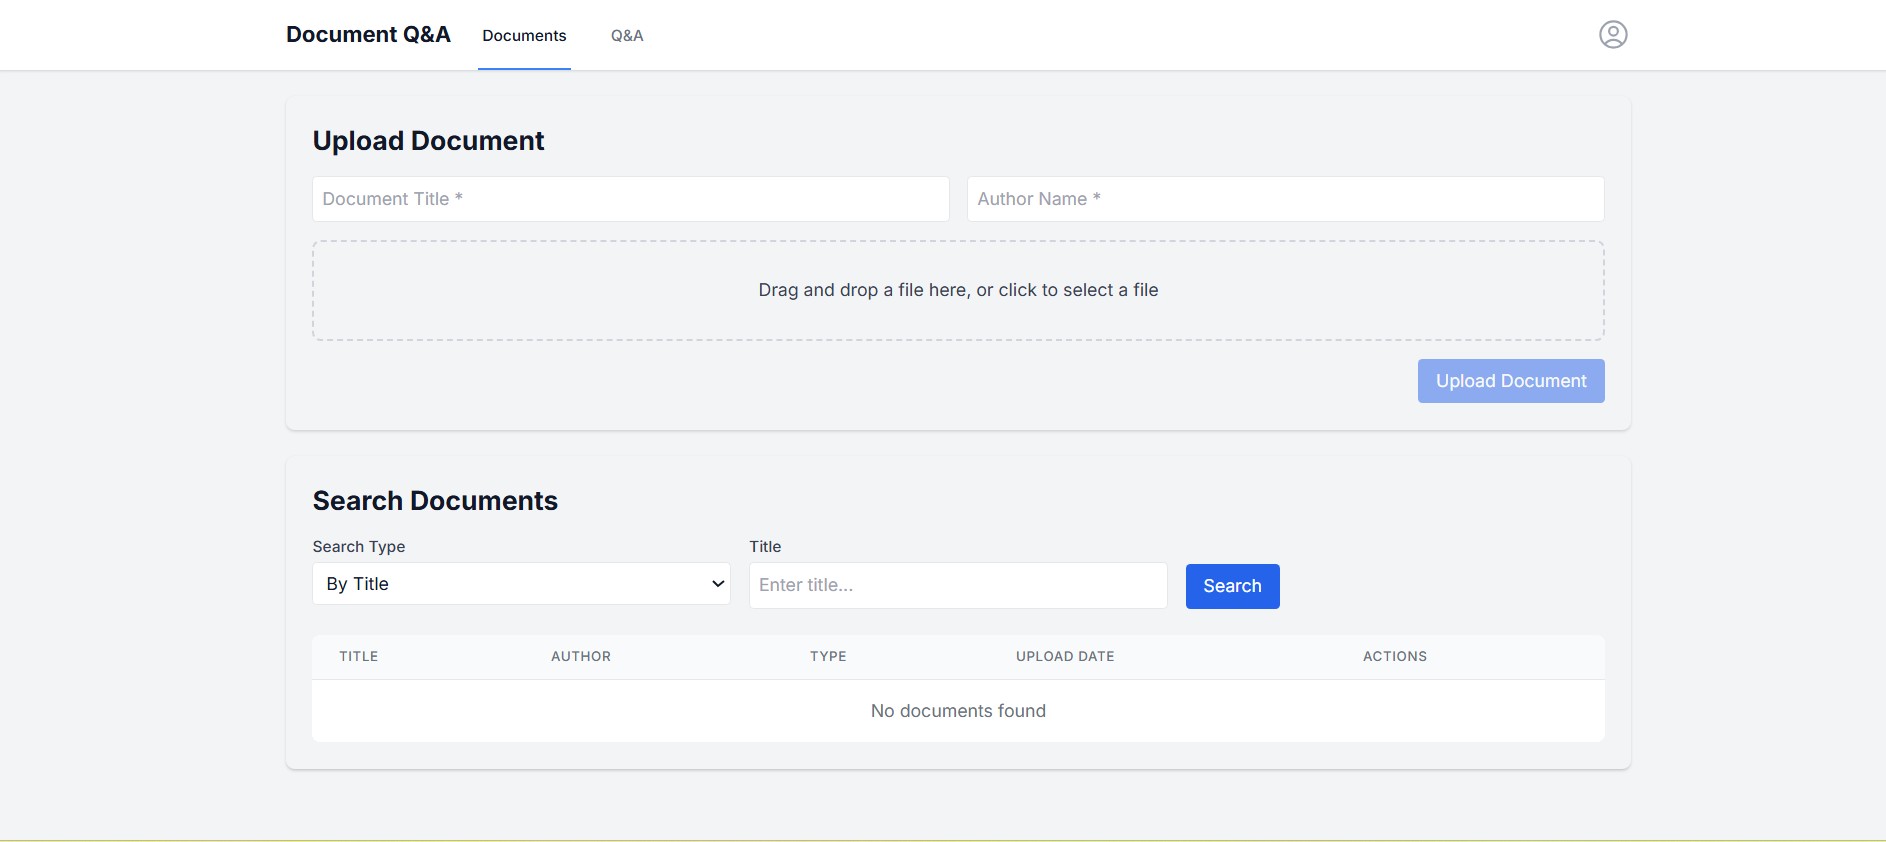 Document Q&A Documents Q&A
Upload Document
Document Title * Author Name *
Drag and drop a file here, or click to select a file
Upload Document
Search Documents
Search Type Title
By Title Enter title... Search
TITLE AUTHOR TYPE UPLOAD DATE ACTIONS
No documents found